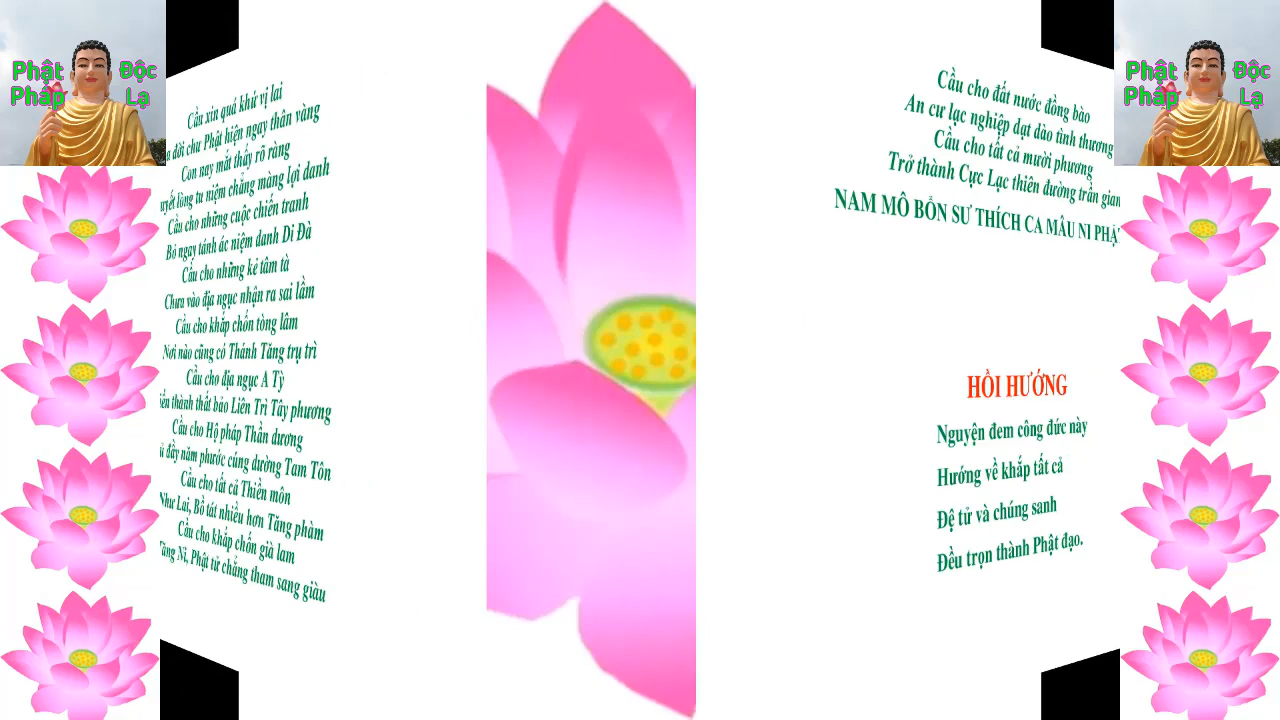 Phật Độc
Pháp Lạ
Cầu xin quá khứ vị lai
đời chư Phật hiện ngay thân vàng
Con nay mắt thấy rõ ràng
lòng tu niệm chẳng màng lợi danh
Cầu cho những cuộc chiến tranh
Bỏ ngay tánh ác niệm danh Di Đà
Cầu cho những kẻ tâm tà
Chưa vào địa ngục nhận ra sai lầm
Cầu cho khắp chốn tòng lâm
Nơi nào cũng có Thánh Tăng trụ trì
Cầu cho địa ngục A Tỳ
thành thất bảo Liên Trì Tây phương
Cầu cho Hộ pháp Thần dương
đầy năm phước cúng dường Tam Tôn
Cầu cho tất cả Thiền môn
Như Lai, Bồ tát nhiều hơn Tăng phàm
Cầu cho khắp chốn già lam
Tăng Ni, Phật tử chẳng tham sang giàu
Phật Độc
Pháp Lạ
Cầu cho đất nước đồng bào
An cư lạc nghiệp dạt dào tình thương
Cầu cho tất cả mười phương
Trở thành Cực Lạc thiên đường trần gian
NAM MÔ BỔN SƯ THÍCH CA MÂU NI PHẬT
HỒI HƯỚNG
Nguyện đem công đức này
Hướng về khắp tất cả
Đệ tử và chúng sanh
Đều trọn thành Phật đạo.